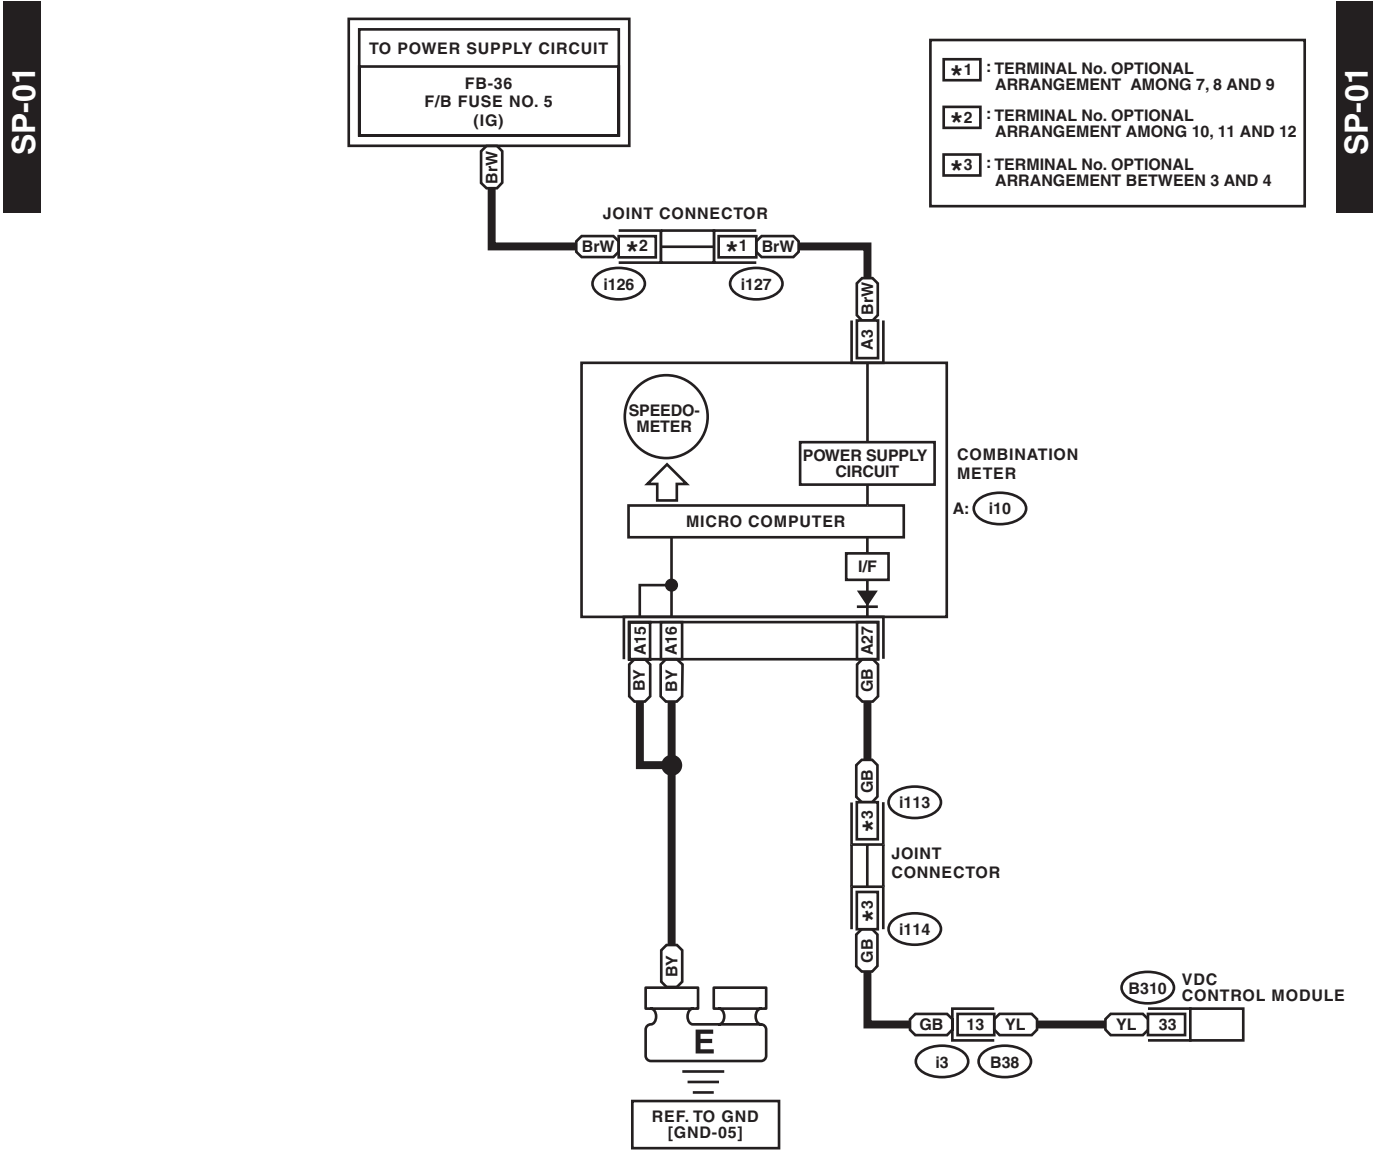 SP-01
SP-01
TO POWER SUPPLY CIRCUIT
FB-36
F/B FUSE NO. 5
(IG)
*1 : TERMINAL No. OPTIONAL
ARRANGEMENT AMONG 7, 8 AND 9
*2 : TERMINAL No. OPTIONAL
ARRANGEMENT AMONG 10, 11 AND 12
*3 : TERMINAL No. OPTIONAL
ARRANGEMENT BETWEEN 3 AND 4
BrW
JOINT CONNECTOR
BrW *2 *1 BrW
i126 i127
BrW
A3
SPEEDO-
METER
POWER SUPPLY
CIRCUIT
COMBINATION
METER
A: i10
MICRO COMPUTER
I/F
A15 A16 A27
BY BY GB
GB
i113
*3
JOINT
CONNECTOR
*3
i114
GB
BY
E
REF. TO GND
[GND-05]
B310 VDC
CONTROL MODULE
GB 13 YL YL 33
i3 B38